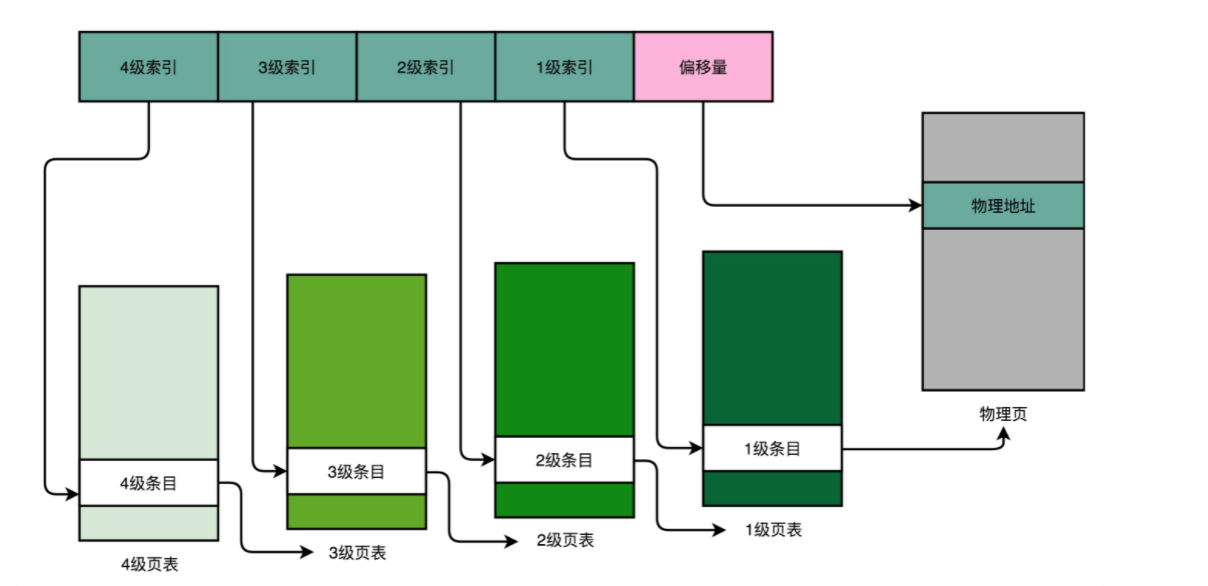 4级索引
3级索引
2级索引
1级索引
偏移量
物理地址
物理页
1级条目
2级条目
3级条目
4级条目
1级页表
2级页表
3级页表
4级页表